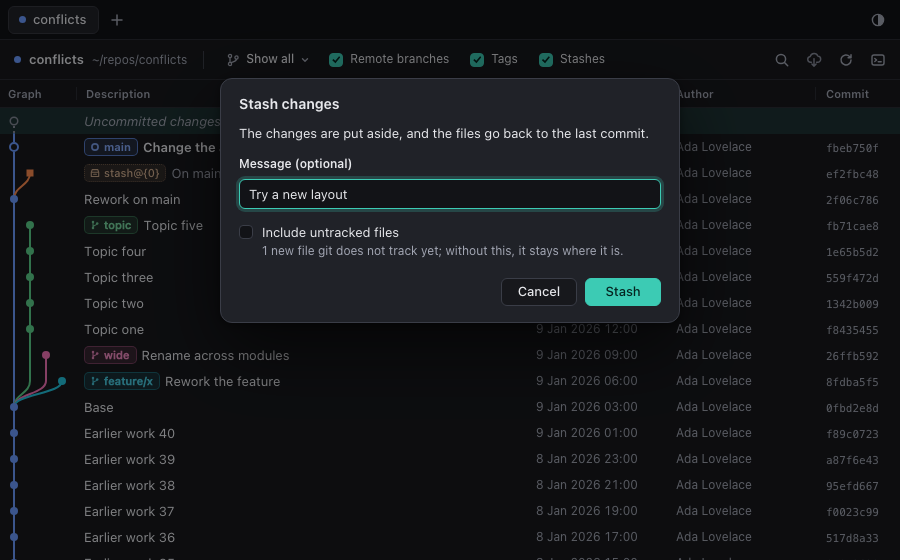 conflicts
conflicts ~/repos/conflicts Show all Remote branches Tags Stashes
Graph Description Author Commit
Uncommitted changes
main Change the Ada Lovelace fbeb750f
stash@{0} On main Ada Lovelace ef2fbc48
Rework on main Ada Lovelace 2f06c786
topic Topic five Ada Lovelace fb71cae8
Topic four Ada Lovelace 1e65b5d2
Topic three Ada Lovelace 559f472d
Topic two Ada Lovelace 1342b009
Topic one 9 Jan 2026 12:00 Ada Lovelace f8435455
wide Rename across modules 9 Jan 2026 09:00 Ada Lovelace 26ffb592
feature/x Rework the feature 9 Jan 2026 06:00 Ada Lovelace 8fdba5f5
Base 9 Jan 2026 03:00 Ada Lovelace 0fbd2e8d
Earlier work 40 9 Jan 2026 01:00 Ada Lovelace f89c0723
Earlier work 39 8 Jan 2026 23:00 Ada Lovelace a87f6e43
Earlier work 38 8 Jan 2026 21:00 Ada Lovelace 95efd667
Earlier work 37 8 Jan 2026 19:00 Ada Lovelace f0023c99
Earlier work 36 8 Jan 2026 17:00 Ada Lovelace 517d8a33
Stash changes
The changes are put aside, and the files go back to the last commit.
Message (optional)
Try a new layout
Include untracked files
1 new file git does not track yet; without this, it stays where it is.
Cancel Stash